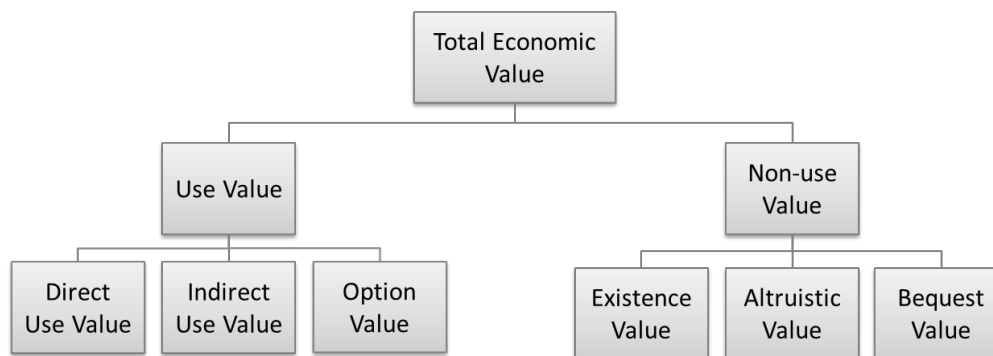 Total Economic
Value
Use Value
Non-use
Value
Direct
Use Value
Indirect
Use Value
Option
Value
Existence
Value
Altruistic
Value
Bequest
Value